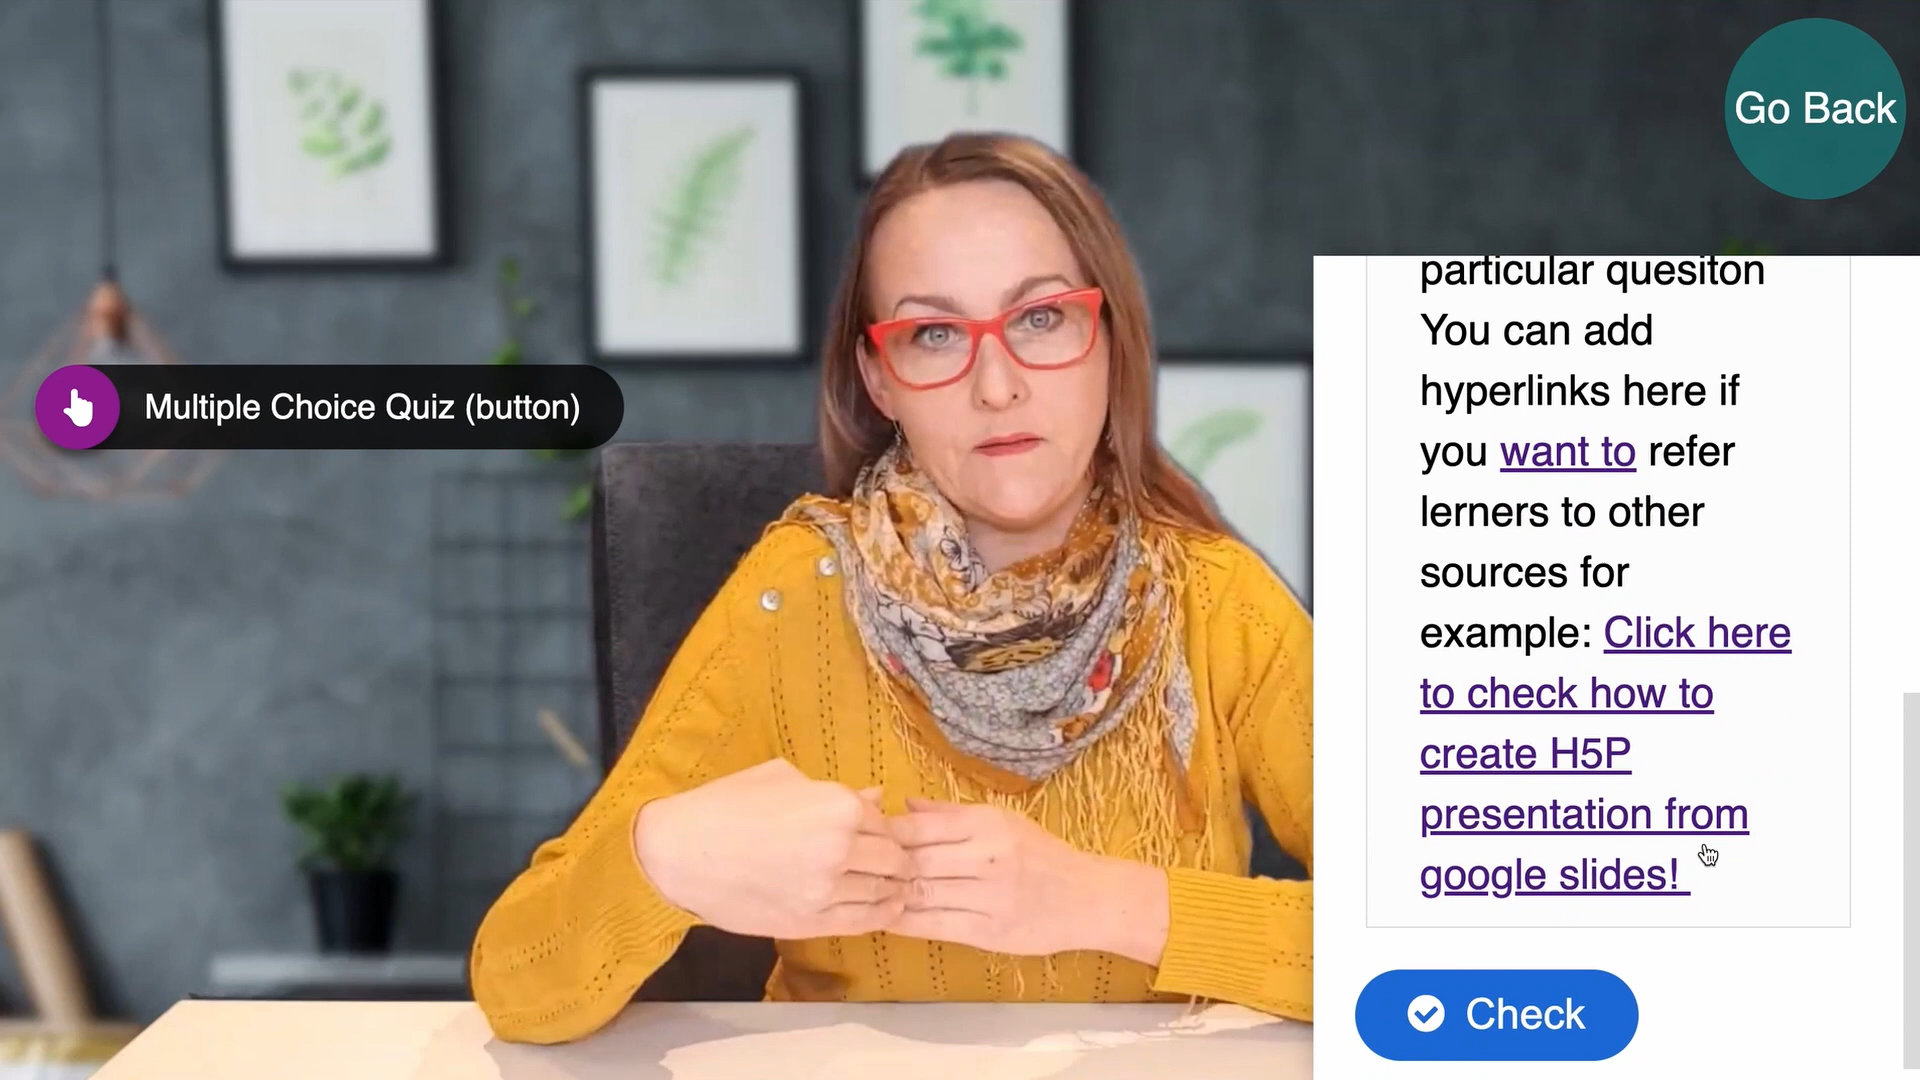 Go Back
Multiple Choice Quiz (button)
particular quesiton
You can add
hyperlinks here if
you want to refer
lerners to other
sources for
example: Click here
to check how to
create H5P
presentation from
google slides!
Check